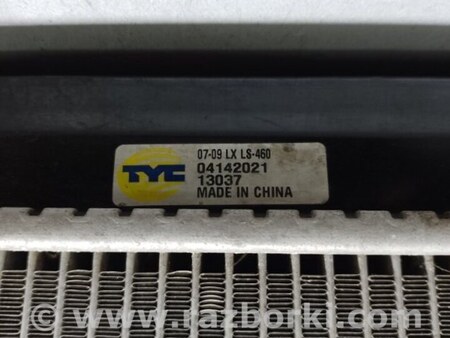 TYC
07-09 LX LS-460
04142021
13037
MADE IN CHINA
www.razborki.com